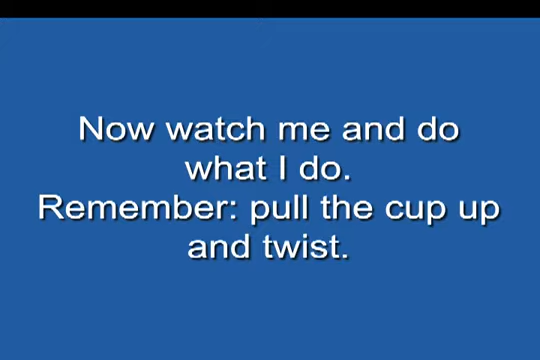 Now watch me and do
what I do.
Remember: pull the cup up
and twist.